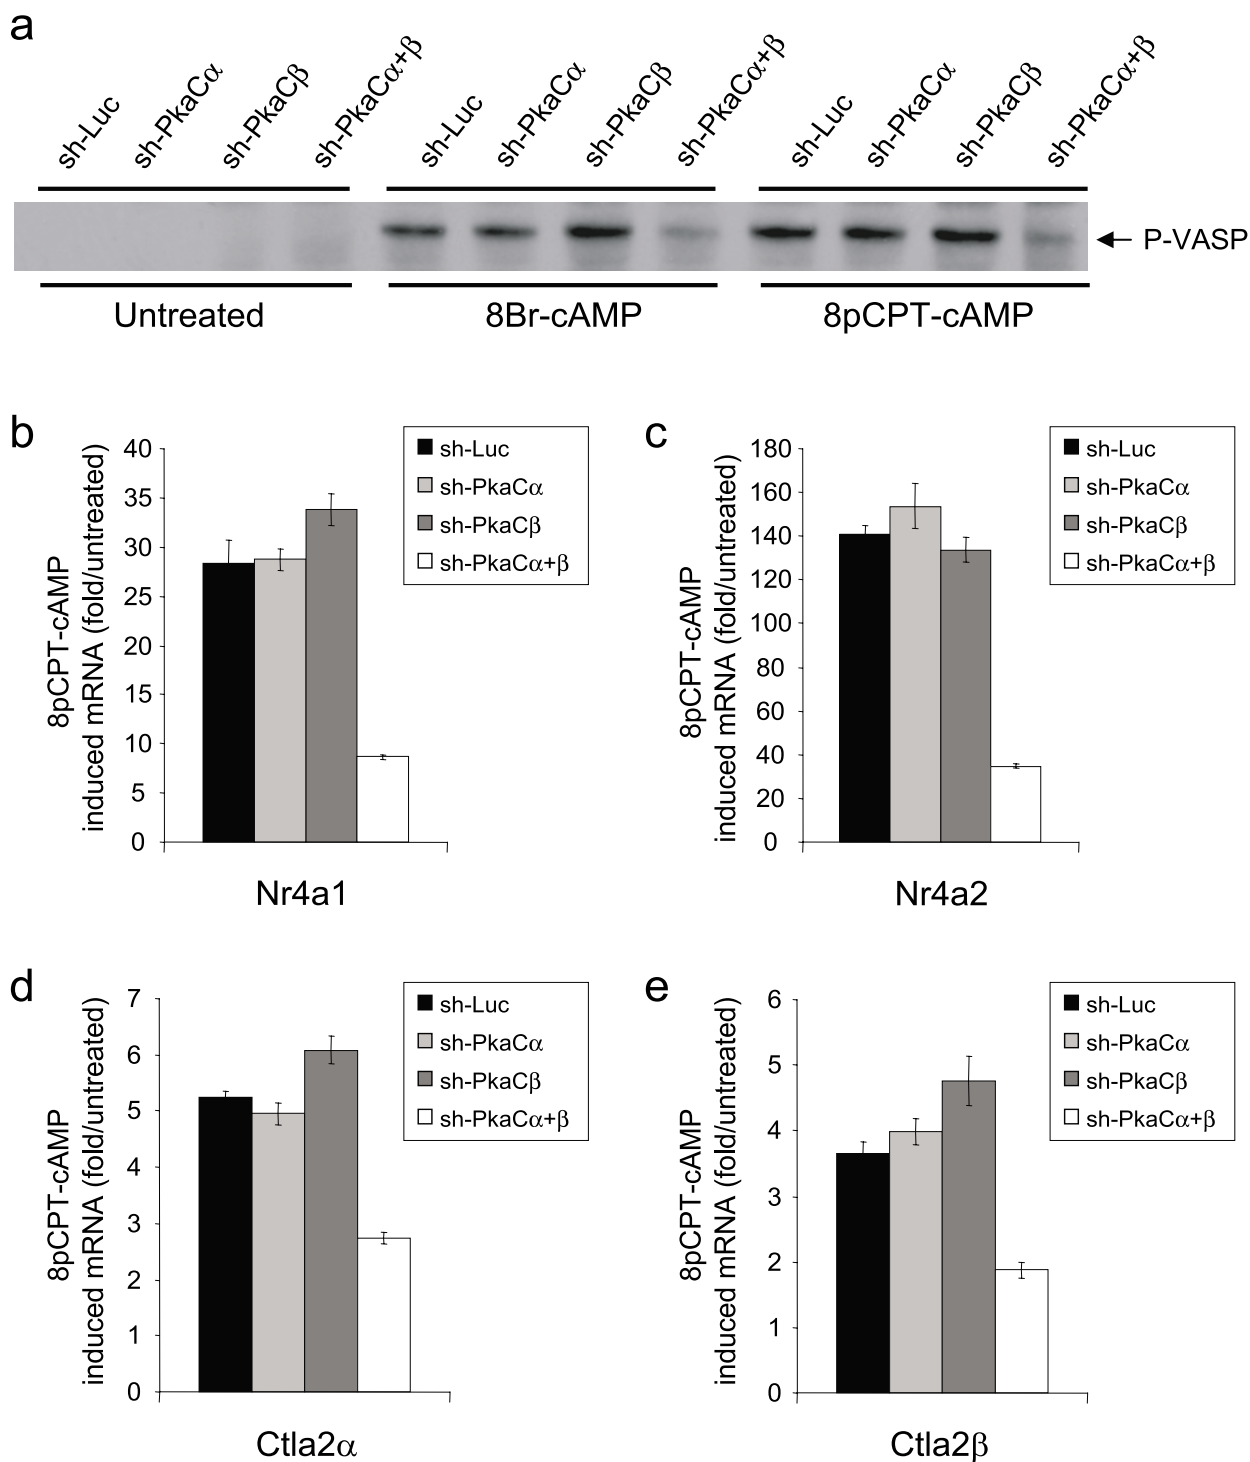 a
sh-Luc
sh-PkaCα
sh-PkaCβ
sh-PkaCα+β
sh-Luc
sh-PkaCα
sh-PkaCβ
sh-PkaCα+β
sh-Luc
sh-PkaCα
sh-PkaCβ
sh-PkaCα+β
P-VASP
Untreated
8Br-cAMP
8pCPT-cAMP
b
8pCPT-cAMP
induced mRNA (fold/untreated)
40
35
30
25
20
15
10
5
0
sh-Luc
sh-PkaCα
sh-PkaCβ
sh-PkaCα+β
Nr4a1
c
8pCPT-cAMP
induced mRNA (fold/untreated)
180
160
140
120
100
80
60
40
20
0
sh-Luc
sh-PkaCα
sh-PkaCβ
sh-PkaCα+β
Nr4a2
d
8pCPT-cAMP
induced mRNA (fold/untreated)
7
6
5
4
3
2
1
0
sh-Luc
sh-PkaCα
sh-PkaCβ
sh-PkaCα+β
Ctla2α
e
8pCPT-cAMP
induced mRNA (fold/untreated)
6
5
4
3
2
1
0
sh-Luc
sh-PkaCα
sh-PkaCβ
sh-PkaCα+β
Ctla2β